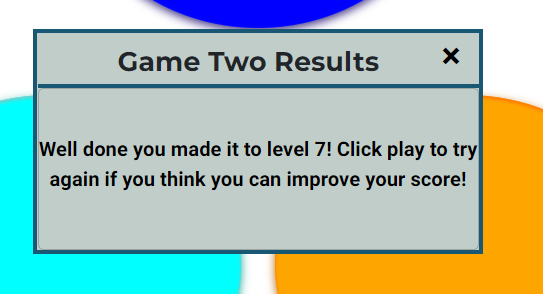 Game Two Results ×
Well done you made it to level 7! Click play to try
again if you think you can improve your score!